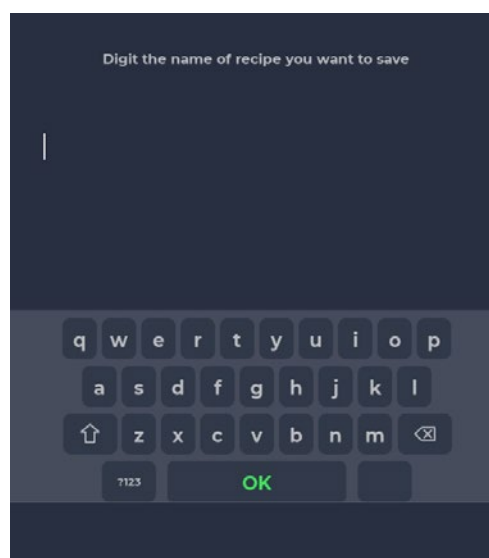 Digit the name of recipe you want to save
q w e r t y u i o p
a s d f g h j k l
z x c v b n m
?123 OK